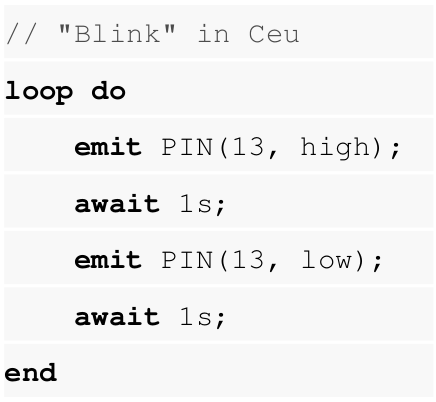 // "Blink" in Ceu
loop do
    emit PIN(13, high);
    await 1s;
    emit PIN(13, low);
    await 1s;
end